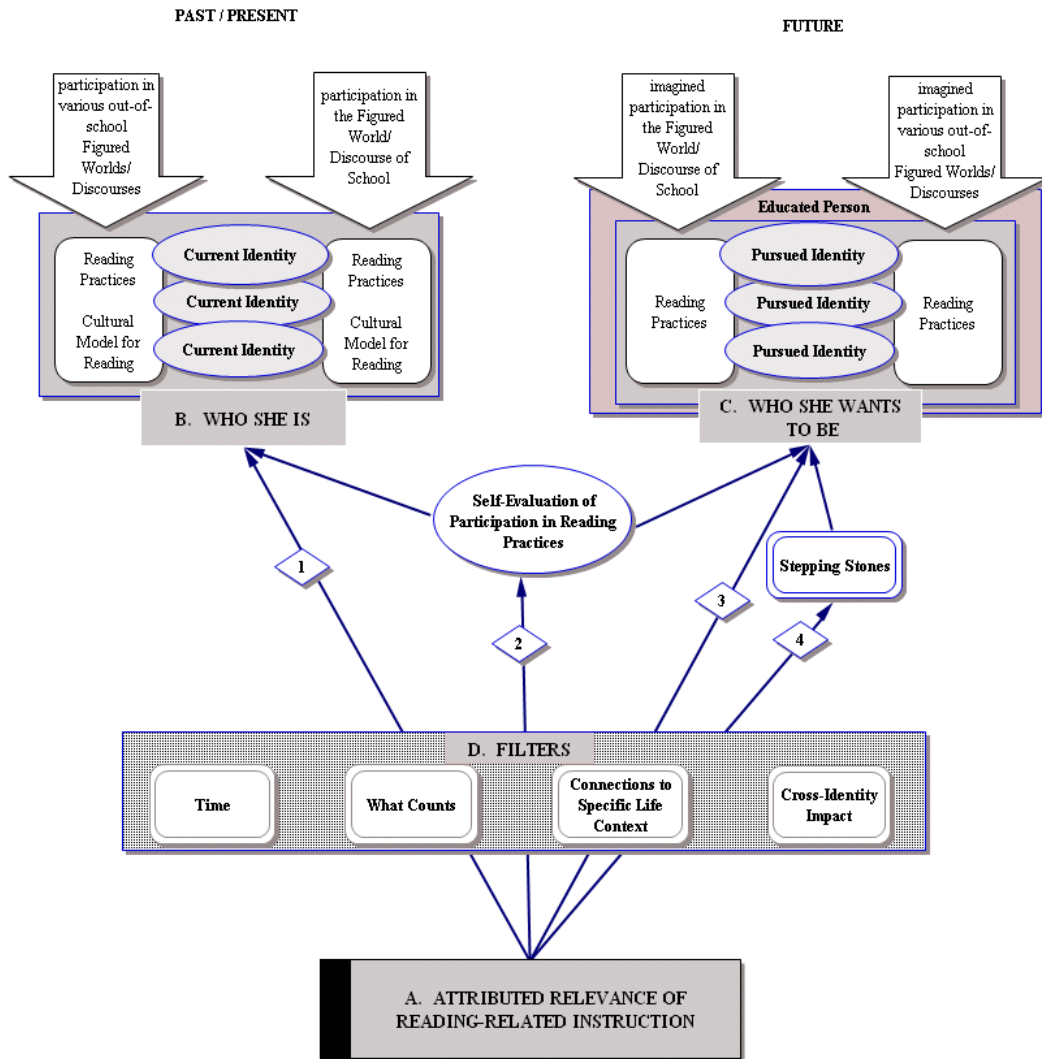 PAST / PRESENT
FUTURE
participation in
various out-of-
school
Figured
Worlds/
Discourses
participation in
the Figured
World/
Discourse of
School
imagined
participation in
the Figured
World/
Discourse of
School
imagined
participation in
various out-of-
school
Figured Worlds/
Discourses
Educated Person
Reading
Practices
Cultural
Model for
Reading
Current Identity
Current Identity
Current Identity
Reading
Practices
Cultural
Model for
Reading
Reading
Practices
Pursued Identity
Pursued Identity
Pursued Identity
Reading
Practices
B. WHO SHE IS
C. WHO SHE WANTS
TO BE
Self-Evaluation of
Participation in Reading
Practices
Stepping Stones
1
2
3
4
D. FILTERS
Time
What Counts
Connections to
Specific Life
Context
Cross-Identity
Impact
A. ATTRIBUTED RELEVANCE OF
READING-RELATED INSTRUCTION